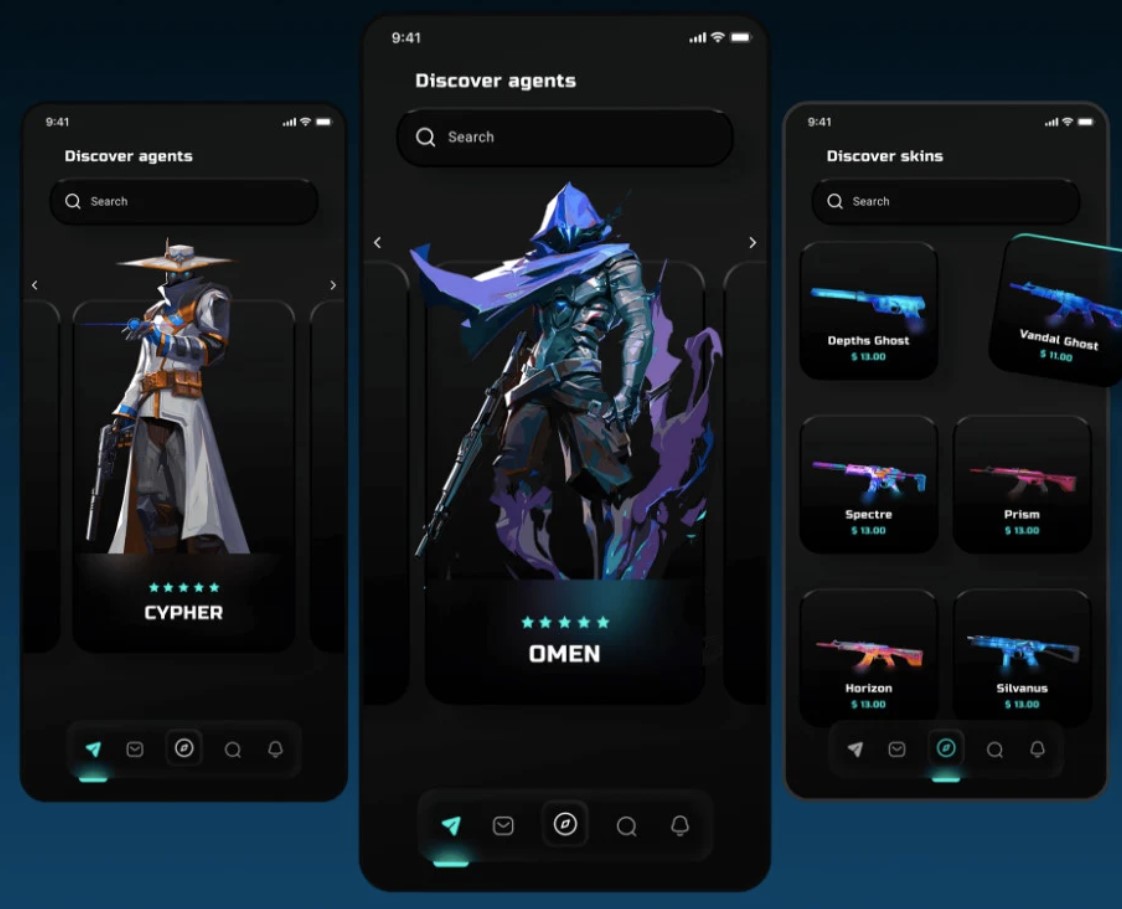 9:41
Discover agents
Search
CYPHER
9:41
Discover agents
Search
OMEN
9:41
Discover skins
Search
Depths Ghost
$ 13.00
Vandal Ghost
$ 11.00
Spectre
$ 13.00
Prism
$ 13.00
Horizon
$ 13.00
Silvanus
$ 13.00